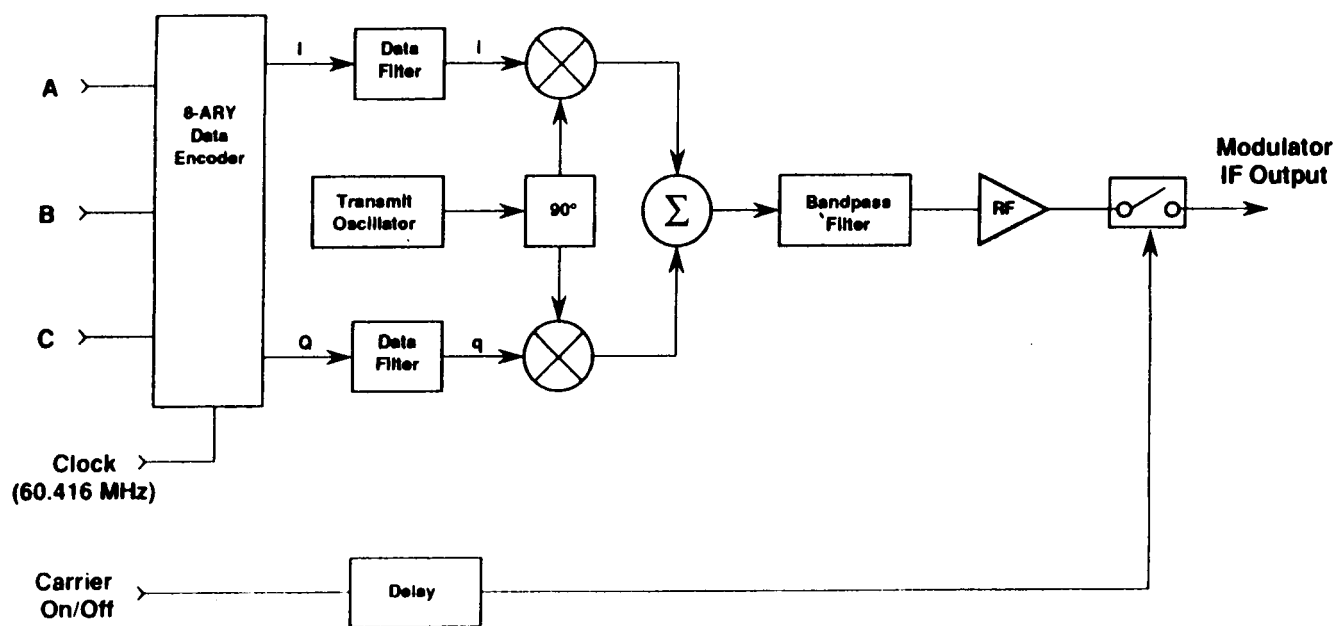 A
B
C
8-ARY
Data
Encoder
I
Data
Filter
i
Transmit
Oscillator
90°
Q
Data
Filter
q
Σ
Bandpass
Filter
RF
Modulator
IF Output
Clock
(60.416 MHz)
Carrier
On/Off
Delay